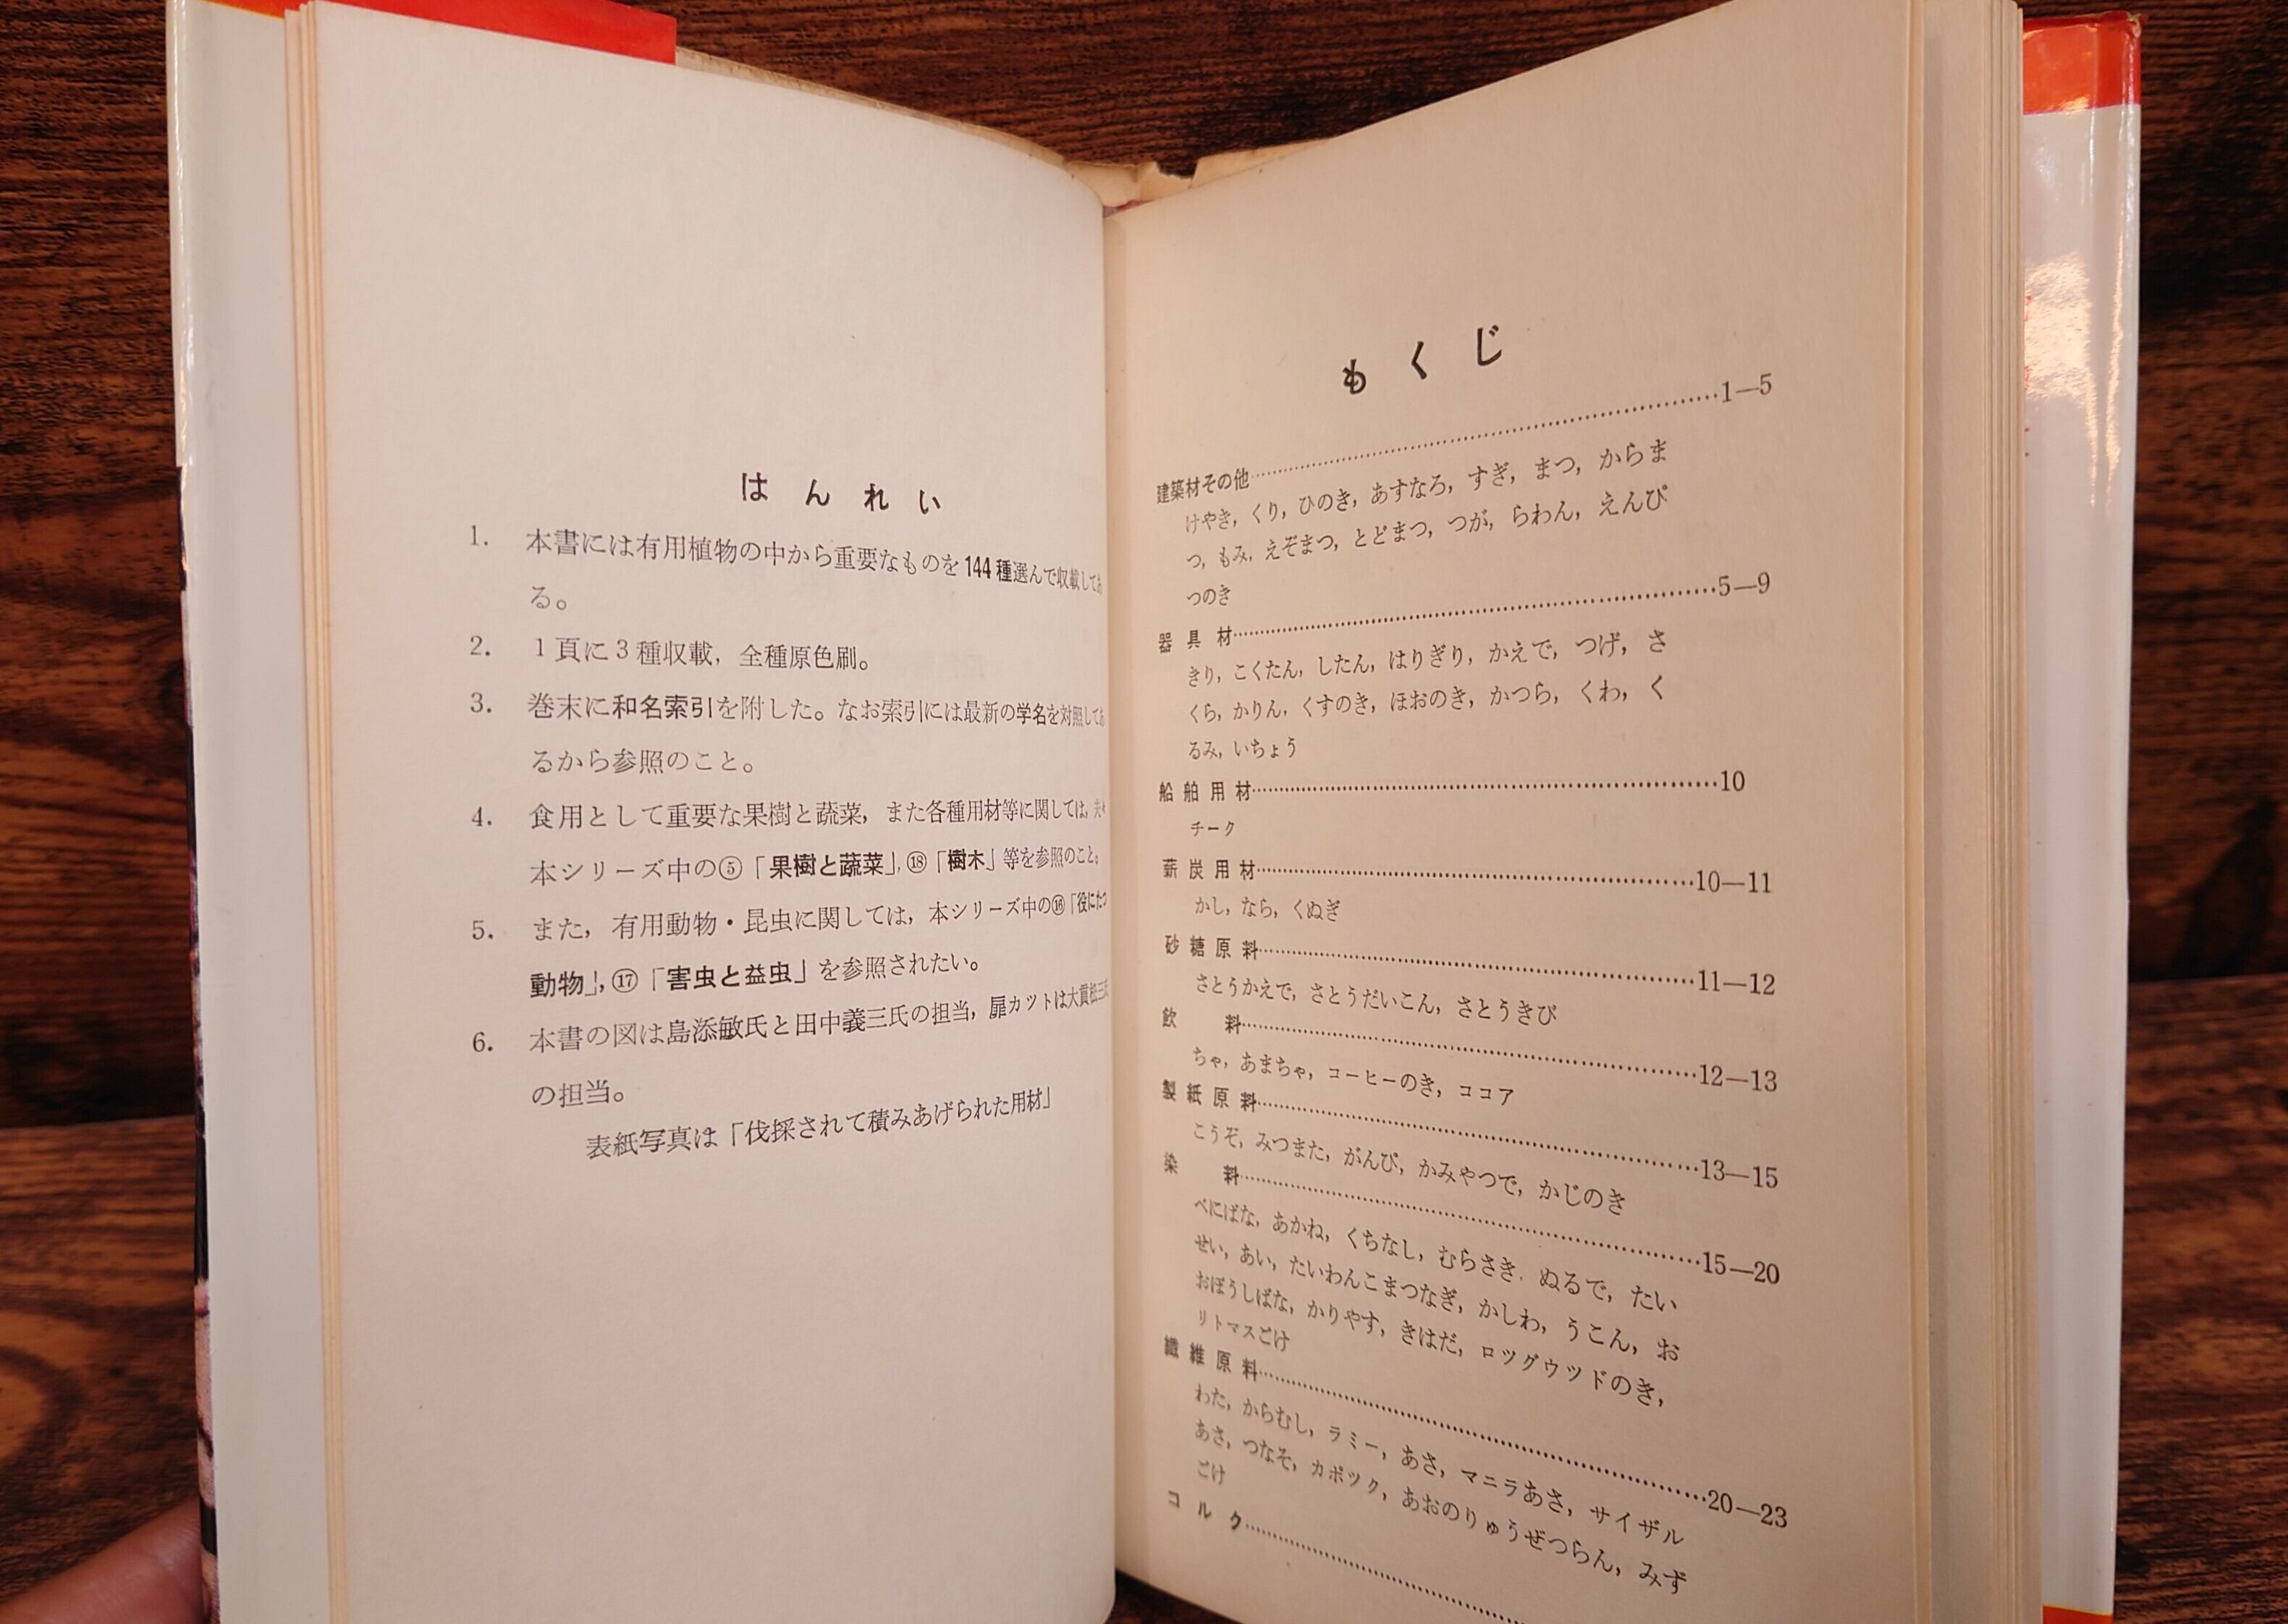 はんれい
1. 本書には有用植物の中から重要なものを144種選んで収載してあ
る。
2. 1頁に3種収載，全種原色刷。
3. 巻末に和名索引を附した。なお索引には最新の学名を対照してあ
るから参照のこと。
4. 食用として重要な果樹と蔬菜，また各種用材等に関しては，夫々
本シリーズ中の⑤「果樹と蔬菜」，⑱「樹木」等を参照のこと。
5. また，有用動物・昆虫に関しては，本シリーズ中の⑯「役にたつ
動物」，⑰「害虫と益虫」を参照されたい。
6. 本書の図は島添敏氏と田中義三氏の担当，扉カツトは大貫松三氏
の担当。
表紙写真は「伐採されて積みあげられた用材」
もくじ
建築材その他……1—5
けやき，くり，ひのき，あすなろ，すぎ，まつ，からま
つ，もみ，えぞまつ，とどまつ，つが，らわん，えんぴ
つのき
器具材……5—9
きり，こくたん，したん，はりぎり，かえで，つげ，さ
くら，かりん，くすのき，ほおのき，かつら，くわ，く
るみ，いちょう
船舶用材……10
チーク
薪炭用材……10—11
かし，なら，くぬぎ
砂糖原料……11—12
さとうかえで，さとうだいこん，さとうきび
飲料……12—13
ちゃ，あまちゃ，コーヒーのき，ココア
製紙原料……13—15
こうぞ，みつまた，がんぴ，かみやつで，かじのき
染料……15—20
べにばな，あかね，くちなし，むらさき，ぬるで，たい
せい，あい，たいわんこまつなぎ，かしわ，うこん，お
おぼうしばな，かりやす，きはだ，ロツグウツドのき，
リトマスごけ
繊維原料……20—23
わた，からむし，ラミー，あさ，マニラあさ，サイザル
あさ，つなそ，カポツク，あおのりゅうぜつらん，みず
ごけ
コルク……